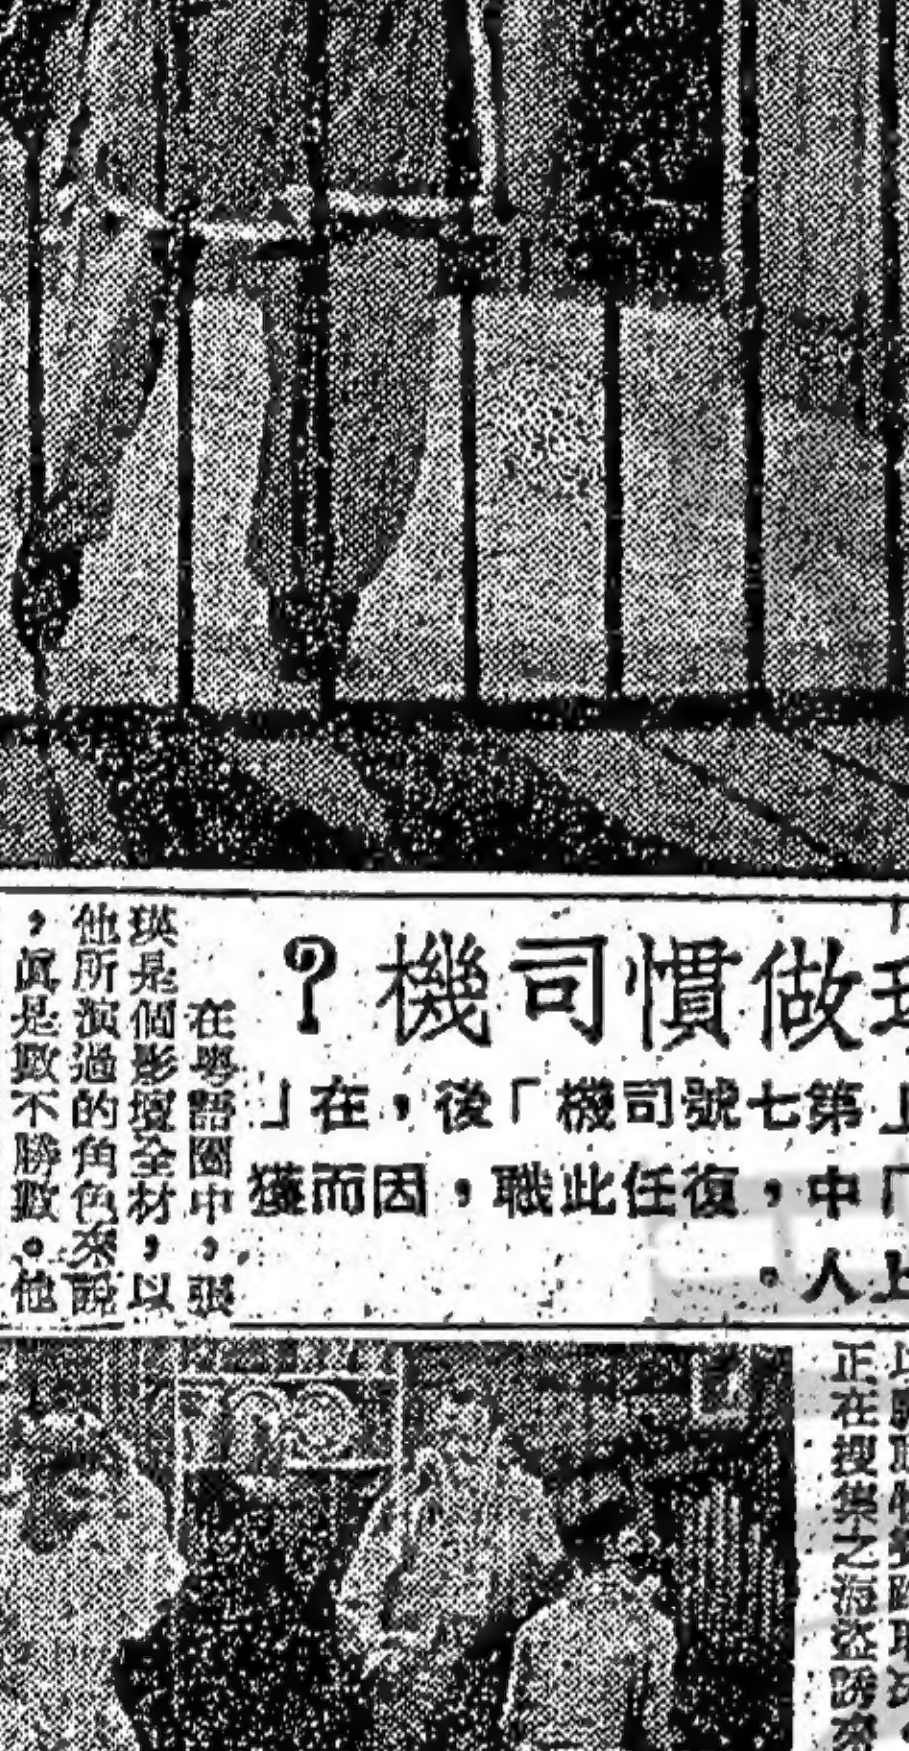 做慣司機？
「第七號司機」後，在「
」中，復任此職，因而獲
上人。
在粵語圈中，張
瑛是個影壇全材，以
他所演過的角色來說
，眞是數不勝數。他
正在搜集之